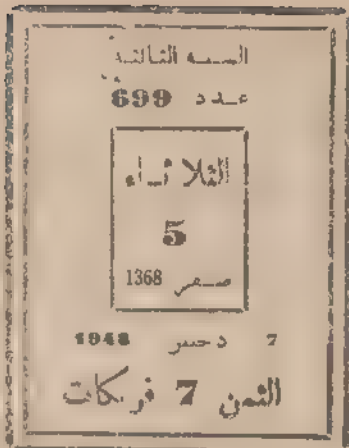 السنة الثالثة
عدد 699
الثلاثاء
5
صفر 1368
7 دجنبر 1948
الثمن 7 فرنكات